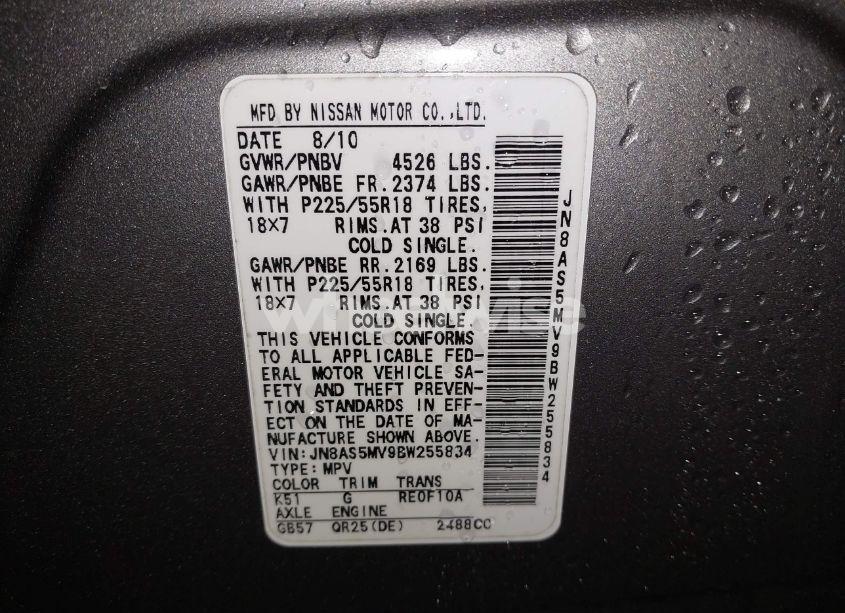 MFD BY NISSAN MOTOR CO.,LTD.
DATE 8/10
GVWR/PNBV 4526 LBS.
GAWR/PNBE FR.2374 LBS.
WITH P225/55R18 TIRES,
18X7 RIMS.AT 38 PSI
COLD SINGLE.
GAWR/PNBE RR.2169 LBS.
WITH P225/55R18 TIRES,
18X7 RIMS.AT 38 PSI
COLD SINGLE.
THIS VEHICLE CONFORMS
TO ALL APPLICABLE FED-
ERAL MOTOR VEHICLE SA-
FETY AND THEFT PREVEN-
TION STANDARDS IN EFF-
ECT ON THE DATE OF MA-
NUFACTURE SHOWN ABOVE.
VIN:JN8AS5MV9BW255834
TYPE:MPV
COLOR TRIM TRANS
K51 G RE0F10A
AXLE ENGINE
GB57 QR25(DE) 2488CC
JN8AS5MV9BW255834